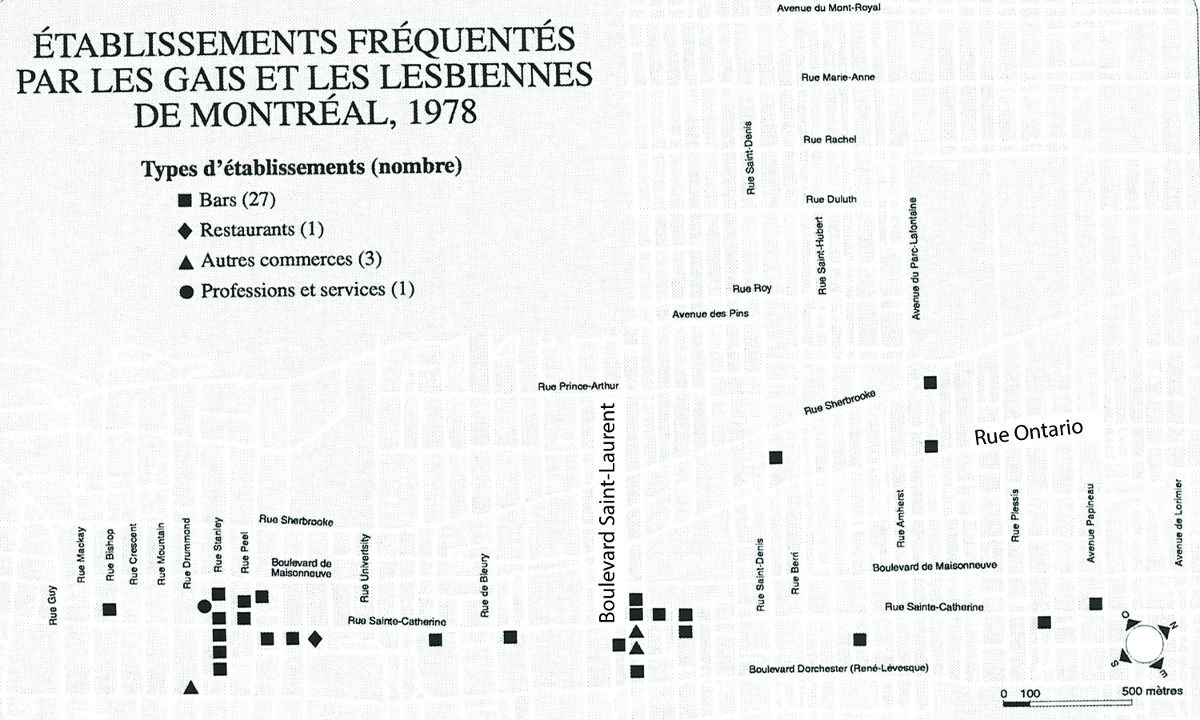 ÉTABLISSEMENTS FRÉQUENTÉS
PAR LES GAIS ET LES LESBIENNES
DE MONTRÉAL, 1978
Types d'établissements (nombre)
Bars (27)
Restaurants (1)
Autres commerces (3)
Professions et services (1)
Avenue du Mont-Royal
Rue Marie-Anne
Rue Rachel
Rue Saint-Denis
Rue Duluth
Rue Saint-Hubert
Avenue du Parc-Lafontaine
Rue Roy
Avenue des Pins
Rue Prince-Arthur
Rue Sherbrooke
Boulevard Saint-Laurent
Rue Ontario
Rue Guy
Rue Mackay
Rue Bishop
Rue Crescent
Rue Mountain
Rue Drummond
Rue Stanley
Rue Peel
Rue Sherbrooke
Boulevard de
Maisonneuve
Rue Univertsity
Rue Sainte-Catherine
Rue de Bleury
Rue Saint-Denis
Rue Berri
Rue Amherst
Rue Plessis
Avenue Papineau
Avenue de Lorimier
Boulevard de Maisonneuve
Rue Sainte-Catherine
Boulevard Dorchester (René-Lévesque)
O
N
S
E
0 100 500 mètres